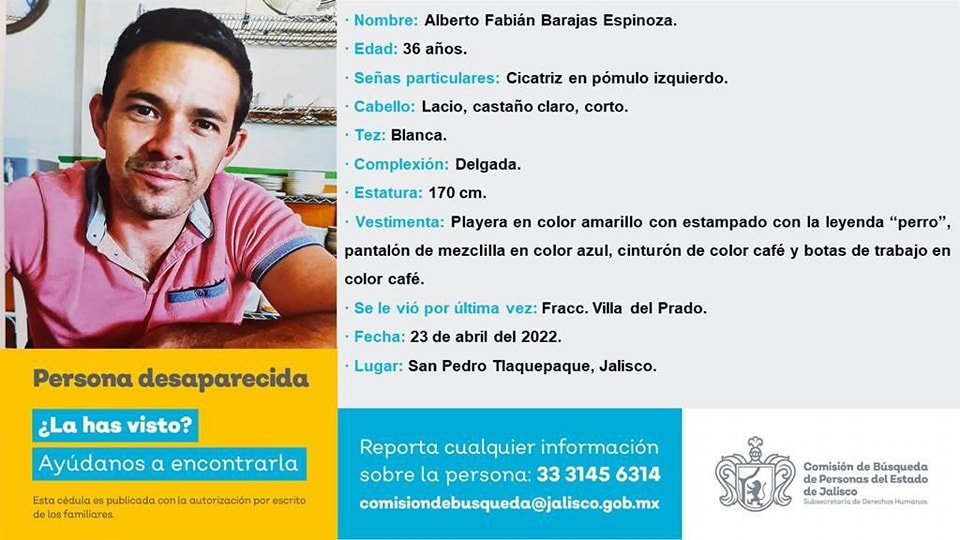 · Nombre: Alberto Fabián Barajas Espinoza.
· Edad: 36 años.
· Señas particulares: Cicatriz en pómulo izquierdo.
· Cabello: Lacio, castaño claro, corto.
· Tez: Blanca.
· Complexión: Delgada.
· Estatura: 170 cm.
· Vestimenta: Playera en color amarillo con estampado con la leyenda “perro”,
pantalón de mezclilla en color azul, cinturón de color café y botas de trabajo en
color café.
· Se le vió por última vez: Fracc. Villa del Prado.
· Fecha: 23 de abril del 2022.
· Lugar: San Pedro Tlaquepaque, Jalisco.
Persona desaparecida
¿La has visto?
Ayúdanos a encontrarla
Esta cédula es publicada con la autorización por escrito
de los familiares.
Reporta cualquier información
sobre la persona: 33 3145 6314
comisiondebusqueda@jalisco.gob.mx
Comisión de Búsqueda
de Personas del Estado
de Jalisco
Subsecretaría de Derechos Humanos